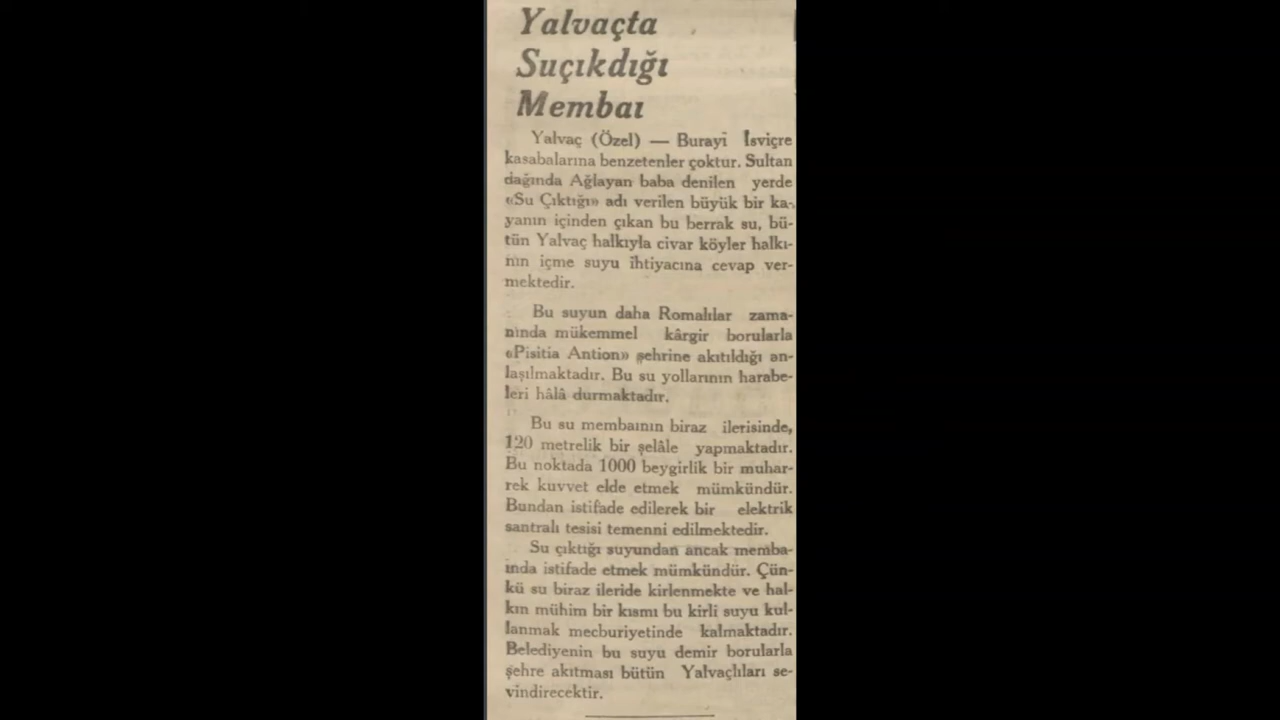 Yalvaçta
Suçıkdığı
Membaı
Yalvaç (Özel) — Burayi İsviçre
kasabalarına benzetenler çoktur. Sultan
dağında Ağlayan baba denilen yerde
«Su Çıktığı» adı verilen büyük bir ka-
yanın içinden çıkan bu berrak su, bü-
tün Yalvaç halkıyla civar köyler halkı-
nın içme suyu ihtiyacına cevap ver-
mektedir.
Bu suyun daha Romalılar zama-
nında mükemmel kârgir borularla
«Pisitia Antion» şehrine akıtıldığı an-
laşılmaktadır. Bu su yollarının harabe-
leri hâlâ durmaktadır.
Bu su membaının biraz ilerisinde,
120 metrelik bir şelâle yapmaktadır.
Bu noktada 1000 beygirlik bir muhar-
rek kuvvet elde etmek mümkündür.
Bundan istifade edilerek bir elektrik
santralı tesisi temenni edilmektedir.
Su çıktığı suyundan ancak memba-
ında istifade etmek mümkündür. Çün-
kü su biraz ileride kirlenmekte ve hal-
kın mühim bir kısmı bu kirli suyu kul-
lanmak mecburiyetinde kalmaktadır.
Belediyenin bu suyu demir borularla
şehre akıtması bütün Yalvaçlıları se-
vindirecektir.